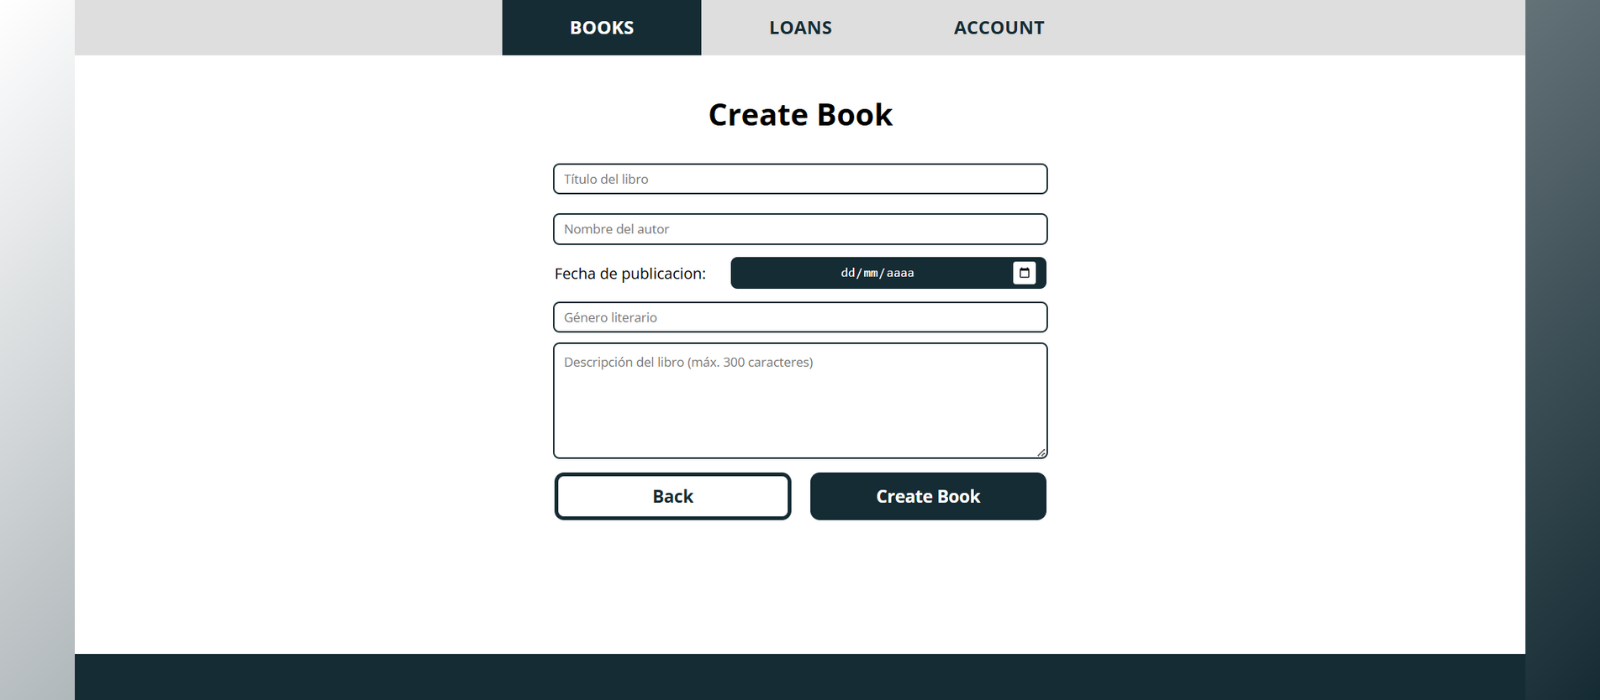 BOOKS LOANS ACCOUNT
Create Book
Título del libro
Nombre del autor
Fecha de publicacion: dd/mm/aaaa
Género literario
Descripción del libro (máx. 300 caracteres)
Back Create Book